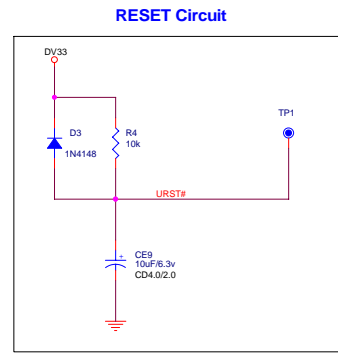 RESET Circuit
DV33
TP1
D3
1N4148
R4
10k
URST#
+
CE9
10uF/6.3v
CD4.0/2.0